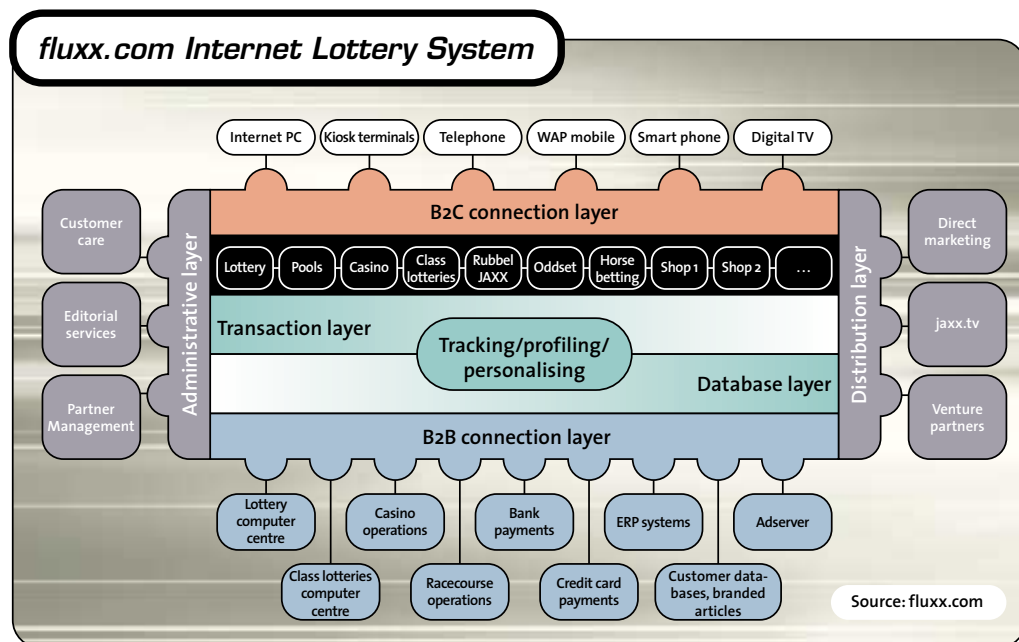 fluxx.com Internet Lottery System
Internet PC
Kiosk terminals
Telephone
WAP mobile
Smart phone
Digital TV
B2C connection layer
Customer
care
Editorial
services
Partner
Management
Administrative layer
Lottery
Pools
Casino
Class
lotteries
Rubbel
JAXX
Oddset
Horse
betting
Shop 1
Shop 2
...
Transaction layer
Tracking/profiling/
personalising
Database layer
B2B connection layer
Distribution layer
Direct
marketing
jaxx.tv
Venture
partners
Lottery
computer
centre
Casino
operations
Bank
payments
ERP systems
Adserver
Class lotteries
computer
centre
Racecourse
operations
Credit card
payments
Customer data-
bases, branded
articles
Source: fluxx.com